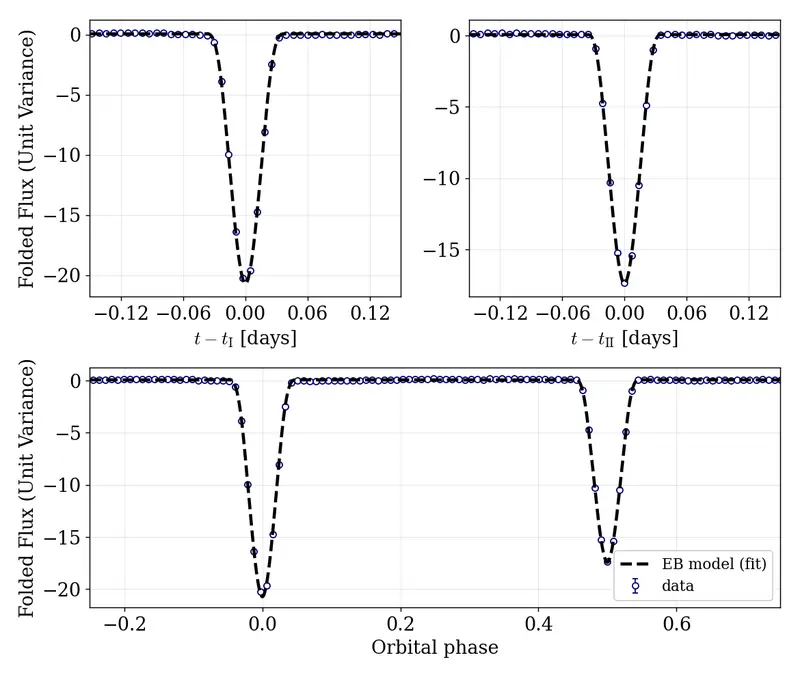 Folded Flux (Unit Variance)
0
−5
−10
−15
−20
−0.12 −0.06 0.00 0.06 0.12
t − t_I [days]
0
−5
−10
−15
−0.12 −0.06 0.00 0.06 0.12
t − t_II [days]
Folded Flux (Unit Variance)
0
−5
−10
−15
−20
−0.2 0.0 0.2 0.4 0.6
Orbital phase
EB model (fit)
data